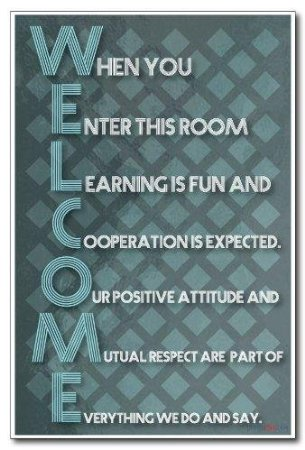 WHEN YOU
ENTER THIS ROOM
LEARNING IS FUN AND
COOPERATION IS EXPECTED.
OUR POSITIVE ATTITUDE AND
MUTUAL RESPECT ARE PART OF
EVERYTHING WE DO AND SAY.